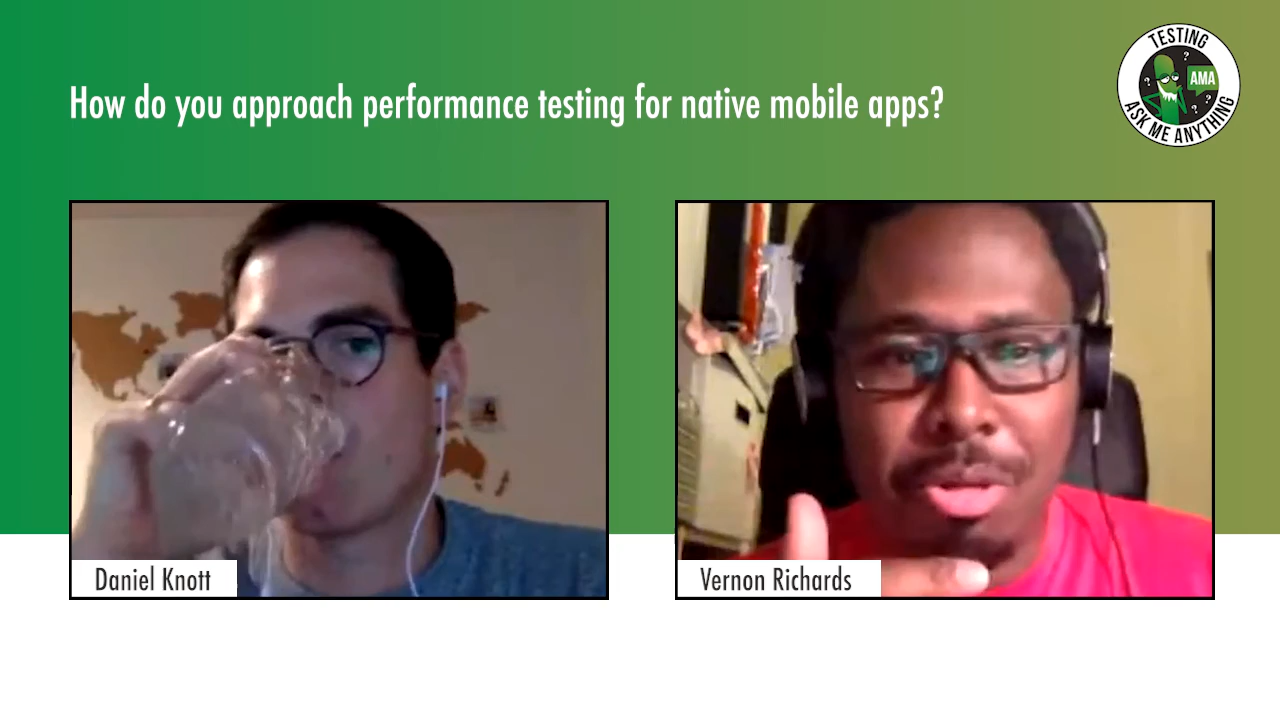 How do you approach performance testing for native mobile apps?
TESTING
AMA
ASK ME ANYTHING
Daniel Knott
Vernon Richards